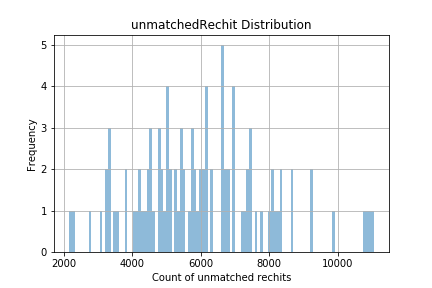 unmatchedRechit Distribution
5
4
3
2
1
0
Frequency
2000 4000 6000 8000 10000
Count of unmatched rechits